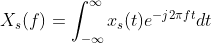 X_s(f) = \int_{-\infty}^{\infty} x_s(t) e^{-j2\pi ft} dt